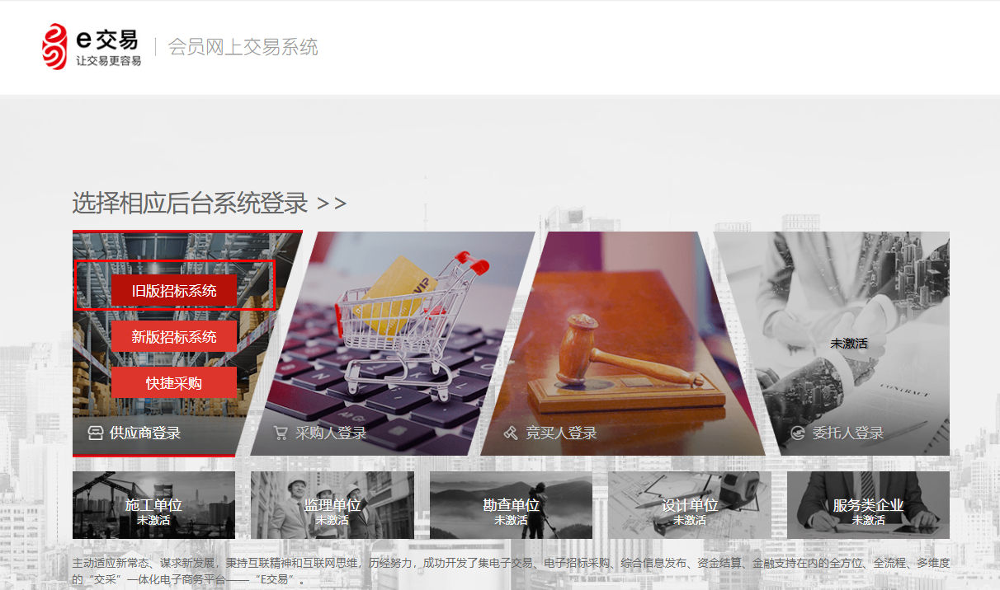 e交易
让交易更容易
会员网上交易系统
选择相应后台系统登录 >>
旧版招标系统
新版招标系统
快捷采购
供应商登录
VIP
采购人登录
竞买人登录
未激活
CONTRACT
委托人登录
施工单位
未激活
监理单位
未激活
勘查单位
未激活
设计单位
未激活
服务类企业
未激活
主动适应新常态、谋求新发展，秉持互联精神和互联网思维，历经努力，成功开发了集电子交易、电子招标采购、综合信息发布、资金结算、金融支持在内的全方位、全流程、多维度
的“交采”一体化电子商务平台——“E交易”。